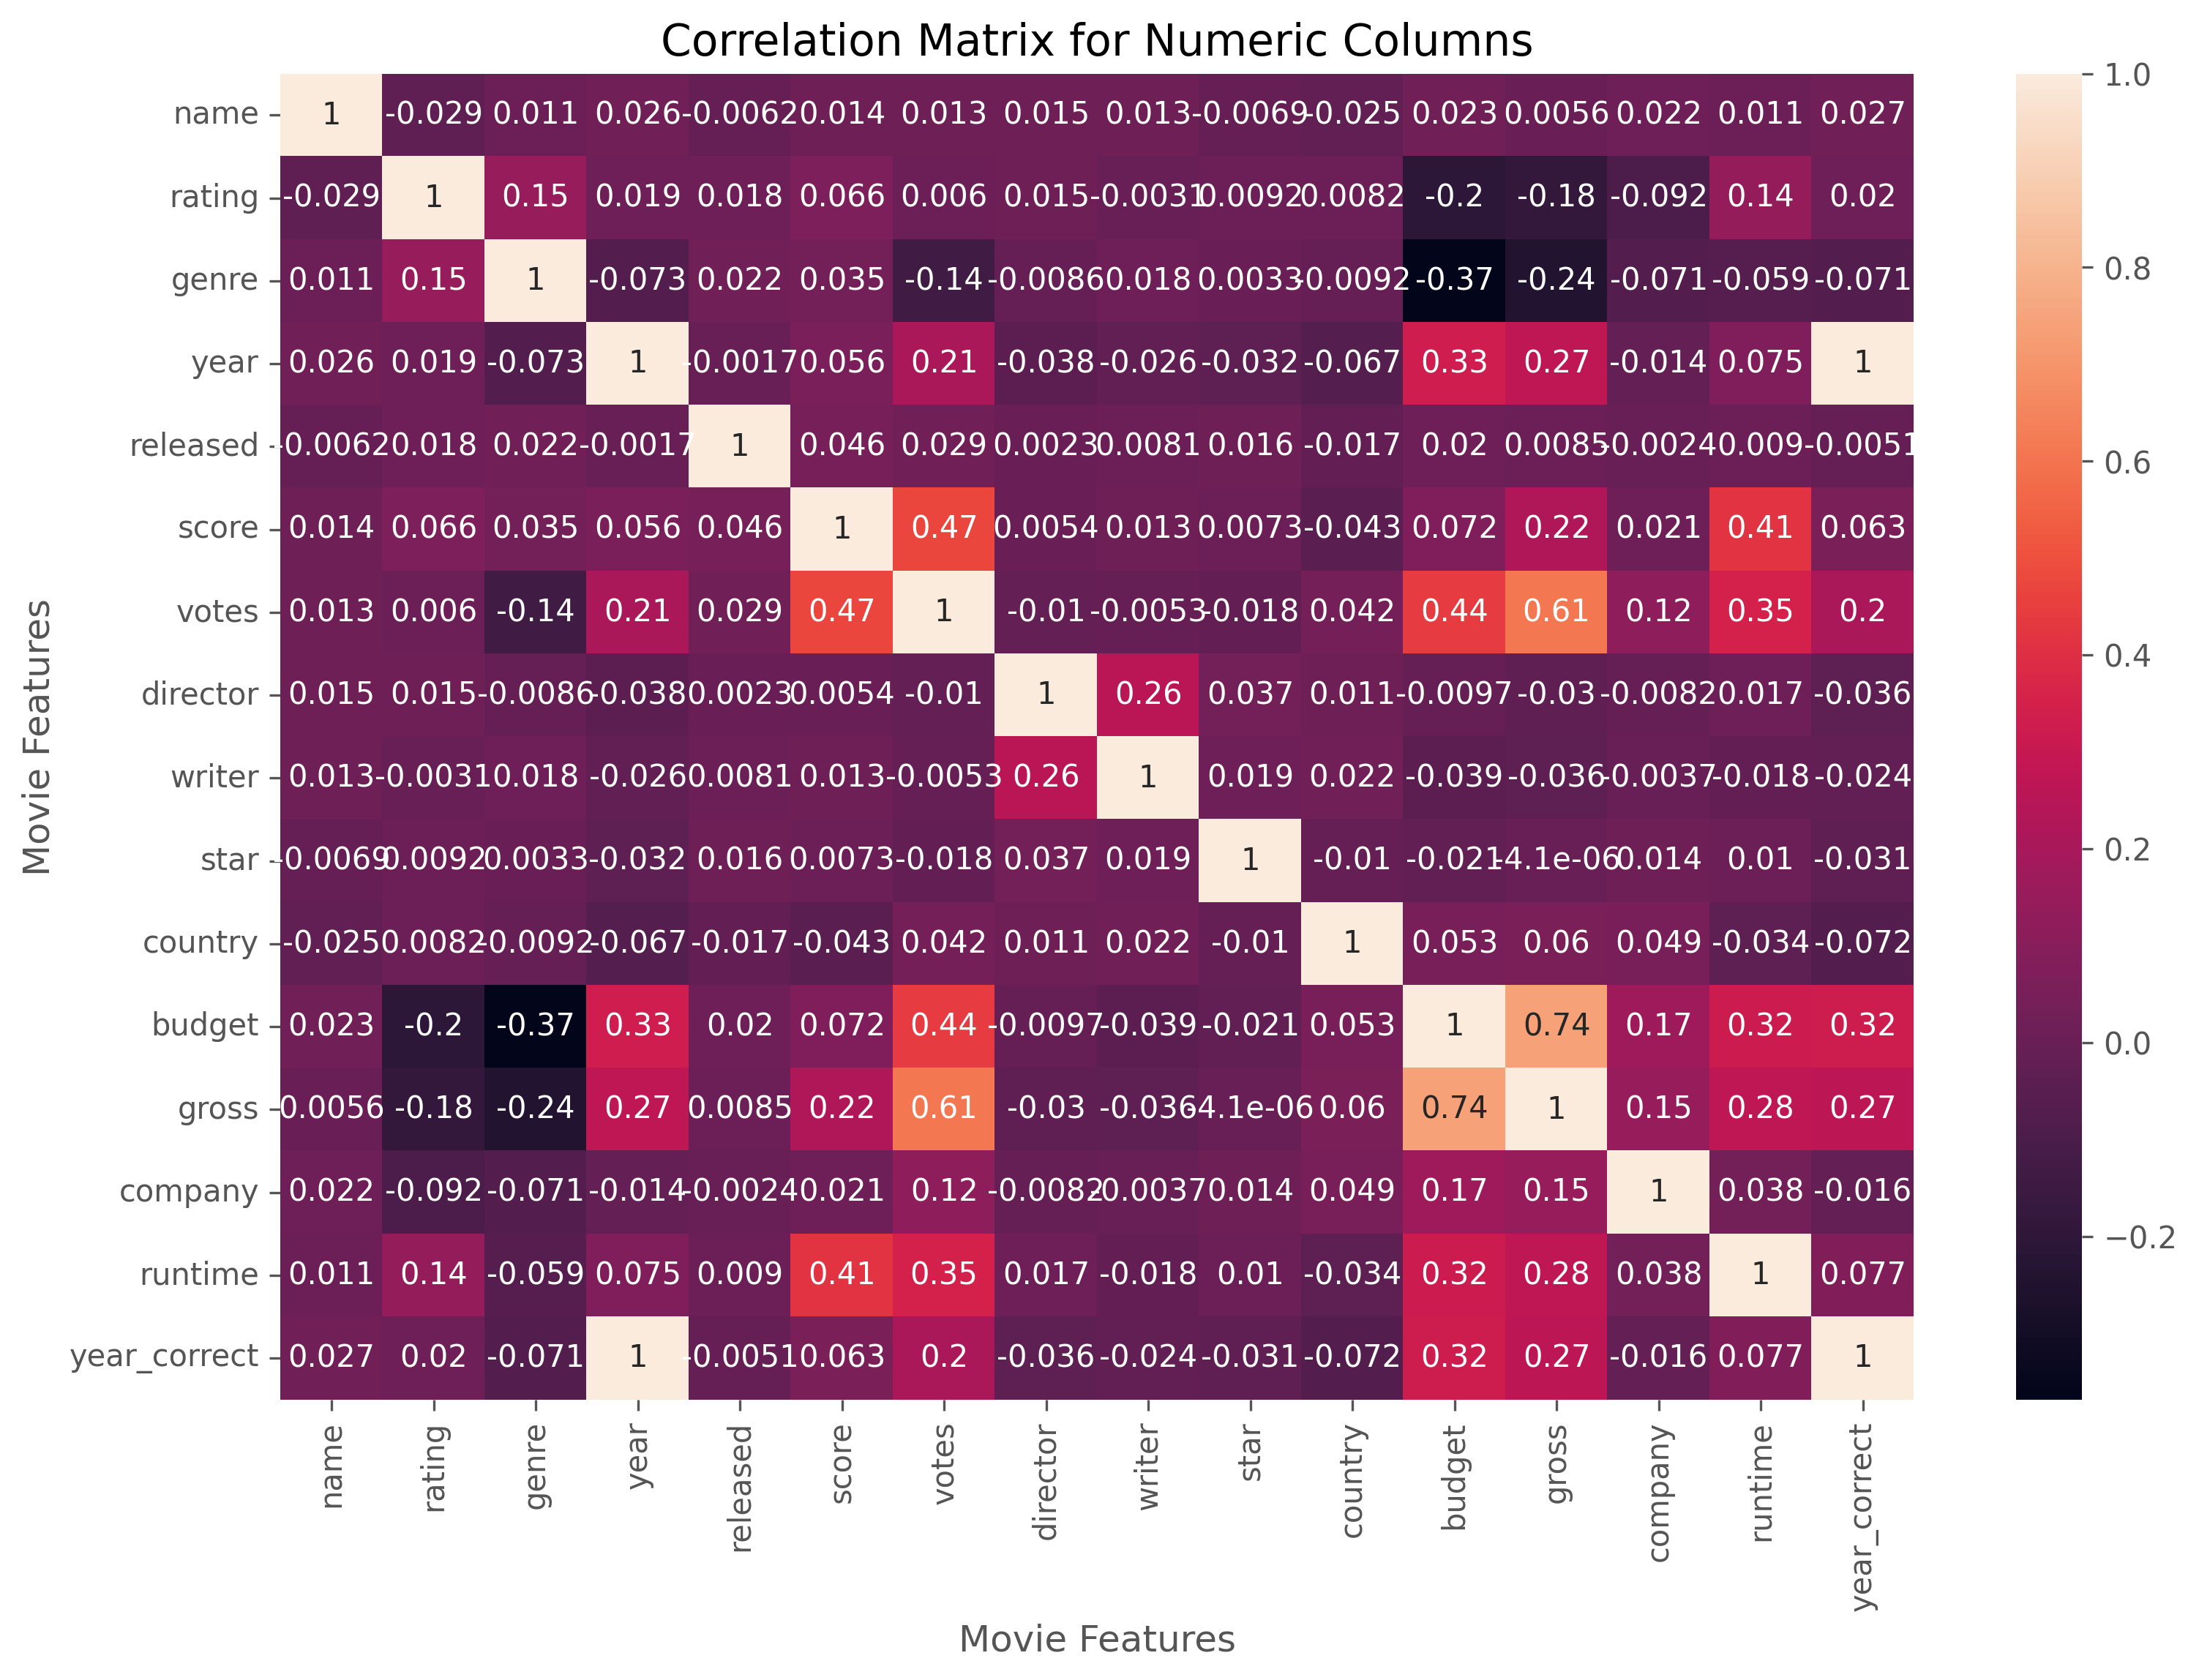 Correlation Matrix for Numeric Columns
name 1 -0.029 0.011 0.026 -0.0062 0.014 0.013 0.015 0.013 -0.0069 -0.025 0.023 0.0056 0.022 0.011 0.027
rating -0.029 1 0.15 0.019 0.018 0.066 0.006 0.015 -0.0031 0.0092 0.0082 -0.2 -0.18 -0.092 0.14 0.02
genre 0.011 0.15 1 -0.073 0.022 0.035 -0.14 -0.0086 0.018 0.0033 -0.0092 -0.37 -0.24 -0.071 -0.059 -0.071
year 0.026 0.019 -0.073 1 -0.0017 0.056 0.21 -0.038 -0.026 -0.032 -0.067 0.33 0.27 -0.014 0.075 1
released -0.0062 0.018 0.022 -0.0017 1 0.046 0.029 0.0023 0.0081 0.016 -0.017 0.02 0.0085 -0.0024 0.009 -0.0051
score 0.014 0.066 0.035 0.056 0.046 1 0.47 0.0054 0.013 0.0073 -0.043 0.072 0.22 0.021 0.41 0.063
votes 0.013 0.006 -0.14 0.21 0.029 0.47 1 -0.01 -0.0053 -0.018 0.042 0.44 0.61 0.12 0.35 0.2
director 0.015 0.015 -0.0086 -0.038 0.0023 0.0054 -0.01 1 0.26 0.037 0.011 -0.0097 -0.03 -0.0082 0.017 -0.036
writer 0.013 -0.0031 0.018 -0.026 0.0081 0.013 -0.0053 0.26 1 0.019 0.022 -0.039 -0.036 -0.0037 -0.018 -0.024
star -0.0069 0.0092 0.0033 -0.032 0.016 0.0073 -0.018 0.037 0.019 1 -0.01 -0.021 -4.1e-06 0.014 0.01 -0.031
country -0.025 0.0082 -0.0092 -0.067 -0.017 -0.043 0.042 0.011 0.022 -0.01 1 0.053 0.06 0.049 -0.034 -0.072
budget 0.023 -0.2 -0.37 0.33 0.02 0.072 0.44 -0.0097 -0.039 -0.021 0.053 1 0.74 0.17 0.32 0.32
gross 0.0056 -0.18 -0.24 0.27 0.0085 0.22 0.61 -0.03 -0.036 -4.1e-06 0.06 0.74 1 0.15 0.28 0.27
company 0.022 -0.092 -0.071 -0.014 -0.0024 0.021 0.12 -0.0082 -0.0037 0.014 0.049 0.17 0.15 1 0.038 -0.016
runtime 0.011 0.14 -0.059 0.075 0.009 0.41 0.35 0.017 -0.018 0.01 -0.034 0.32 0.28 0.038 1 0.077
year_correct 0.027 0.02 -0.071 1 -0.0051 0.063 0.2 -0.036 -0.024 -0.031 -0.072 0.32 0.27 -0.016 0.077 1
name rating genre year released score votes director writer star country budget gross company runtime year_correct
Movie Features
Movie Features
1.0
0.8
0.6
0.4
0.2
0.0
−0.2